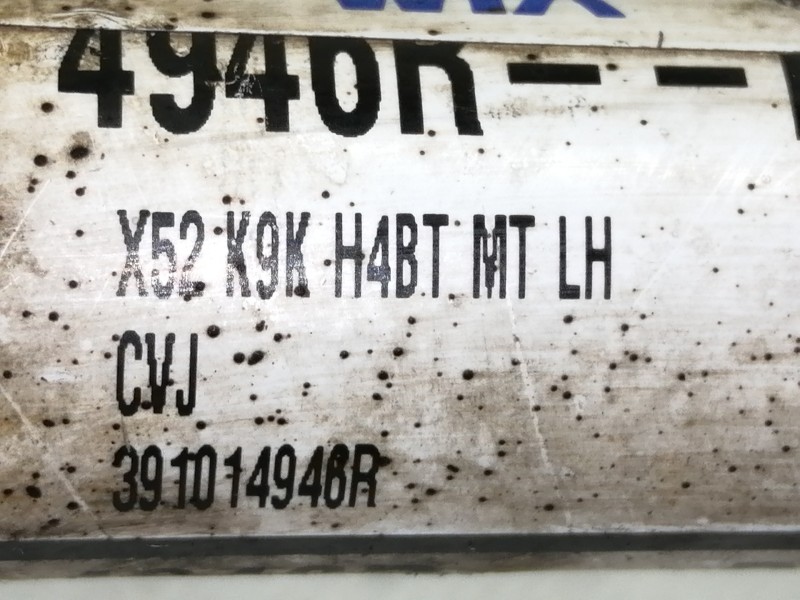 4946R--
X52 K9K H4BT MT LH
CVJ
391014946R